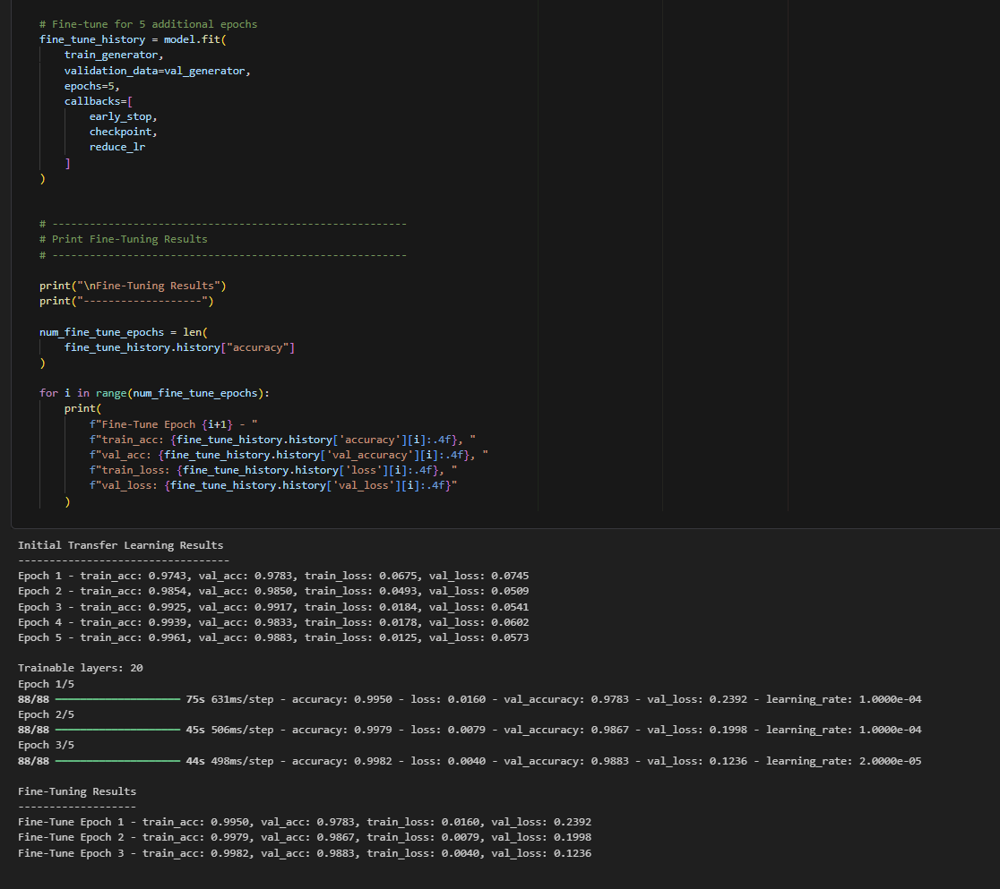 # Fine-tune for 5 additional epochs
fine_tune_history = model.fit(
    train_generator,
    validation_data=val_generator,
    epochs=5,
    callbacks=[
        early_stop,
        checkpoint,
        reduce_lr
    ]
)
# ---------------------------------------------------------
# Print Fine-Tuning Results
# ---------------------------------------------------------
print("\nFine-Tuning Results")
print("-------------------")
num_fine_tune_epochs = len(
    fine_tune_history.history["accuracy"]
)
for i in range(num_fine_tune_epochs):
    print(
        f"Fine-Tune Epoch {i+1} - "
        f"train_acc: {fine_tune_history.history['accuracy'][i]:.4f}, "
        f"val_acc: {fine_tune_history.history['val_accuracy'][i]:.4f}, "
        f"train_loss: {fine_tune_history.history['loss'][i]:.4f}, "
        f"val_loss: {fine_tune_history.history['val_loss'][i]:.4f}"
    )
Initial Transfer Learning Results
----------------------------------
Epoch 1 - train_acc: 0.9743, val_acc: 0.9783, train_loss: 0.0675, val_loss: 0.0745
Epoch 2 - train_acc: 0.9854, val_acc: 0.9850, train_loss: 0.0493, val_loss: 0.0509
Epoch 3 - train_acc: 0.9925, val_acc: 0.9917, train_loss: 0.0184, val_loss: 0.0541
Epoch 4 - train_acc: 0.9939, val_acc: 0.9833, train_loss: 0.0178, val_loss: 0.0602
Epoch 5 - train_acc: 0.9961, val_acc: 0.9883, train_loss: 0.0125, val_loss: 0.0573
Trainable layers: 20
Epoch 1/5
88/88 ━━━━━━━━━━━━━━━━━━━━ 75s 631ms/step - accuracy: 0.9950 - loss: 0.0160 - val_accuracy: 0.9783 - val_loss: 0.2392 - learning_rate: 1.0000e-04
Epoch 2/5
88/88 ━━━━━━━━━━━━━━━━━━━━ 45s 506ms/step - accuracy: 0.9979 - loss: 0.0079 - val_accuracy: 0.9867 - val_loss: 0.1998 - learning_rate: 1.0000e-04
Epoch 3/5
88/88 ━━━━━━━━━━━━━━━━━━━━ 44s 498ms/step - accuracy: 0.9982 - loss: 0.0040 - val_accuracy: 0.9883 - val_loss: 0.1236 - learning_rate: 2.0000e-05
Fine-Tuning Results
-------------------
Fine-Tune Epoch 1 - train_acc: 0.9950, val_acc: 0.9783, train_loss: 0.0160, val_loss: 0.2392
Fine-Tune Epoch 2 - train_acc: 0.9979, val_acc: 0.9867, train_loss: 0.0079, val_loss: 0.1998
Fine-Tune Epoch 3 - train_acc: 0.9982, val_acc: 0.9883, train_loss: 0.0040, val_loss: 0.1236